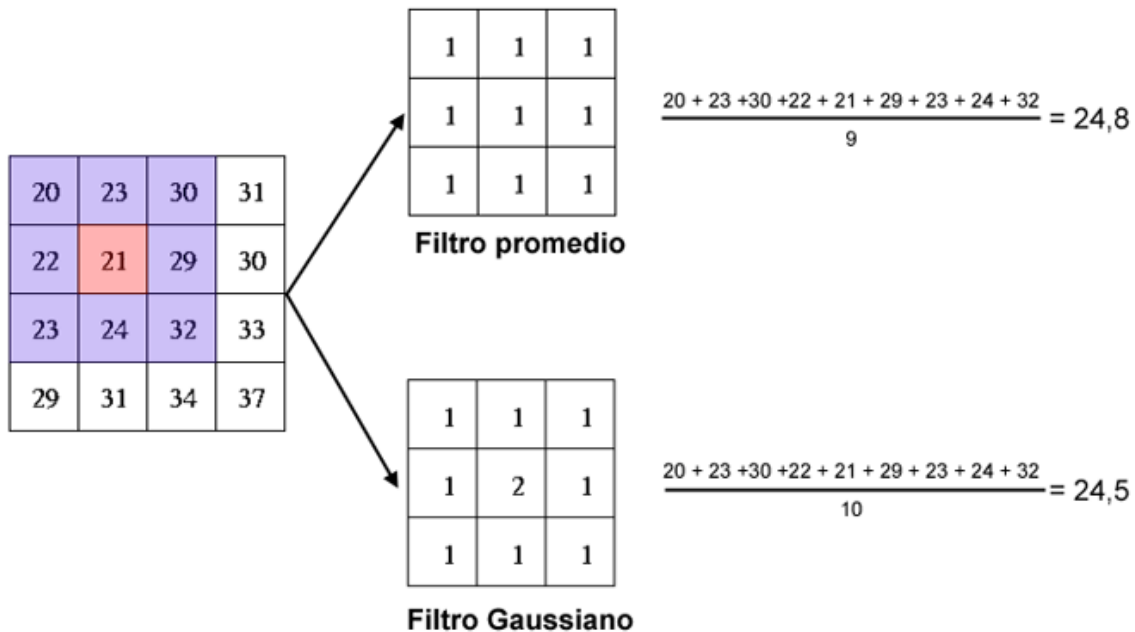 20 23 30 31
22 21 29 30
23 24 32 33
29 31 34 37
1 1 1
1 1 1
1 1 1
Filtro promedio
20 + 23 +30 +22 + 21 + 29 + 23 + 24 + 32
9
= 24,8
1 1 1
1 2 1
1 1 1
Filtro Gaussiano
20 + 23 +30 +22 + 21 + 29 + 23 + 24 + 32
10
= 24,5